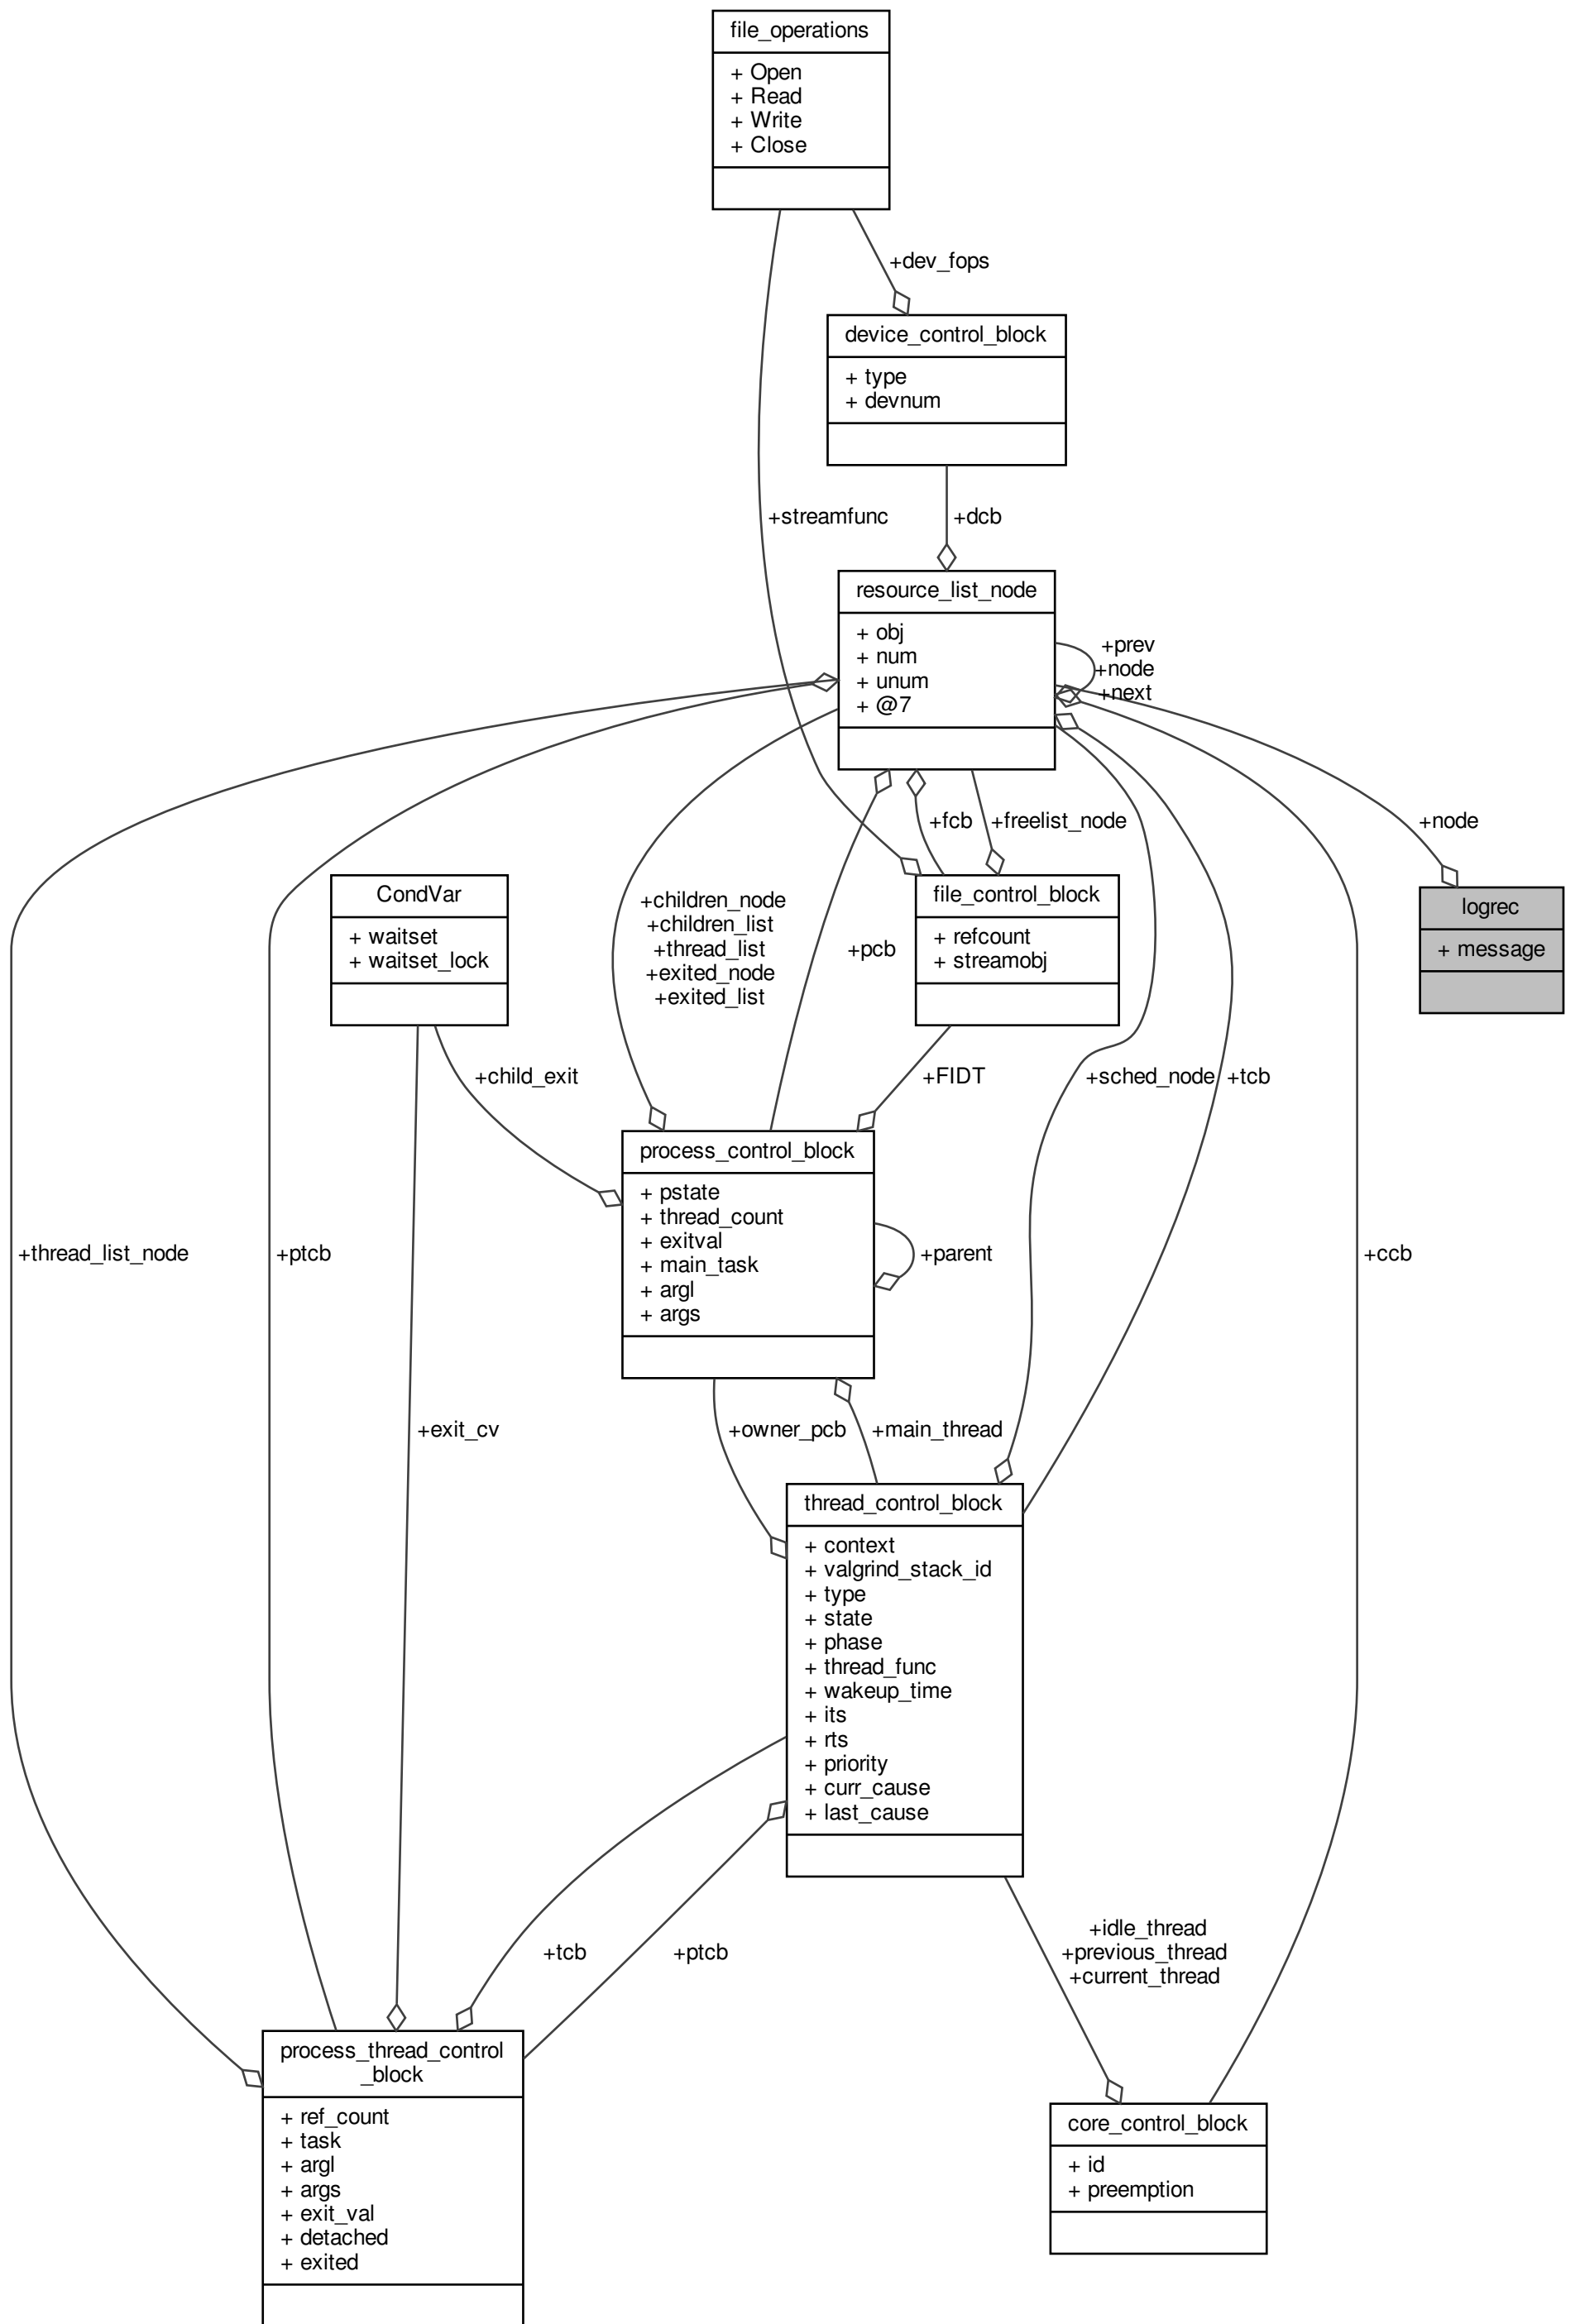 file_operations
+ Open
+ Read
+ Write
+ Close
+dev_fops
device_control_block
+ type
+ devnum
+streamfunc
+dcb
resource_list_node
+ obj
+ num
+ unum
+ @7
+prev
+node
+next
+fcb
+freelist_node
+node
CondVar
+ waitset
+ waitset_lock
+children_node
+children_list
+thread_list
+exited_node
+exited_list
+pcb
file_control_block
+ refcount
+ streamobj
logrec
+ message
+child_exit
+FIDT
+sched_node
+tcb
process_control_block
+ pstate
+ thread_count
+ exitval
+ main_task
+ argl
+ args
+parent
+thread_list_node
+ptcb
+ccb
+exit_cv
+owner_pcb
+main_thread
thread_control_block
+ context
+ valgrind_stack_id
+ type
+ state
+ phase
+ thread_func
+ wakeup_time
+ its
+ rts
+ priority
+ curr_cause
+ last_cause
+tcb
+ptcb
+idle_thread
+previous_thread
+current_thread
process_thread_control
_block
+ ref_count
+ task
+ argl
+ args
+ exit_val
+ detached
+ exited
core_control_block
+ id
+ preemption